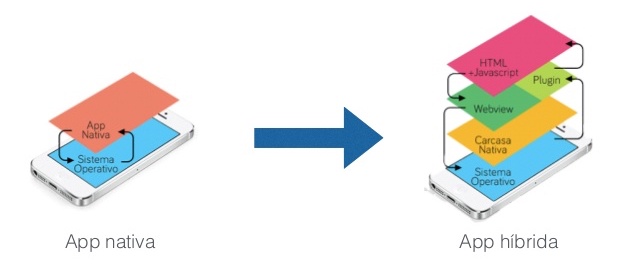 App
Nativa
Sistema
Operativo
App nativa
HTML
+Javascript
Plugin
Webview
Carcasa
Nativa
Sistema
Operativo
App híbrida